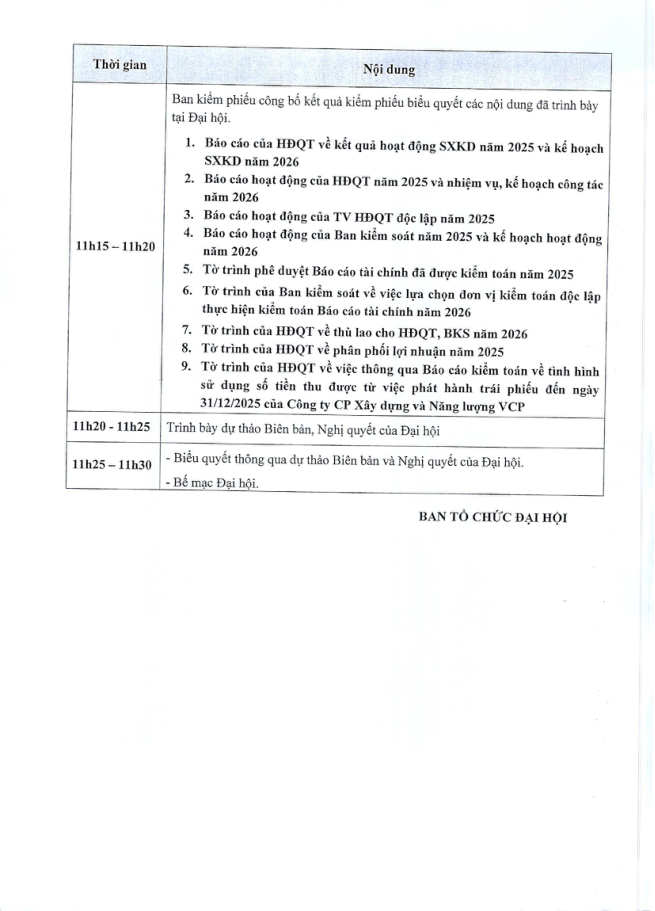 Thời gian
Nội dung
Ban kiểm phiếu công bố kết quả kiểm phiếu biểu quyết các nội dung đã trình bày
tại Đại hội.
11h15 – 11h20
1. Báo cáo của HĐQT về kết quả hoạt động SXKD năm 2025 và kế hoạch
SXKD năm 2026
2. Báo cáo hoạt động của HĐQT năm 2025 và nhiệm vụ, kế hoạch công tác
năm 2026
3. Báo cáo hoạt động của TV HĐQT độc lập năm 2025
4. Báo cáo hoạt động của Ban kiểm soát năm 2025 và kế hoạch hoạt động
năm 2026
5. Tờ trình phê duyệt Báo cáo tài chính đã được kiểm toán năm 2025
6. Tờ trình của Ban kiểm soát về việc lựa chọn đơn vị kiểm toán độc lập
thực hiện kiểm toán Báo cáo tài chính năm 2026
7. Tờ trình của HĐQT về thù lao cho HĐQT, BKS năm 2026
8. Tờ trình của HĐQT về phân phối lợi nhuận năm 2025
9. Tờ trình của HĐQT về việc thông qua Báo cáo kiểm toán về tình hình
sử dụng số tiền thu được từ việc phát hành trái phiếu đến ngày
31/12/2025 của Công ty CP Xây dựng và Năng lượng VCP
11h20 - 11h25
Trình bày dự thảo Biên bản, Nghị quyết của Đại hội
11h25 – 11h30
- Biểu quyết thông qua dự thảo Biên bản và Nghị quyết của Đại hội.
- Bế mạc Đại hội.
BAN TỔ CHỨC ĐẠI HỘI